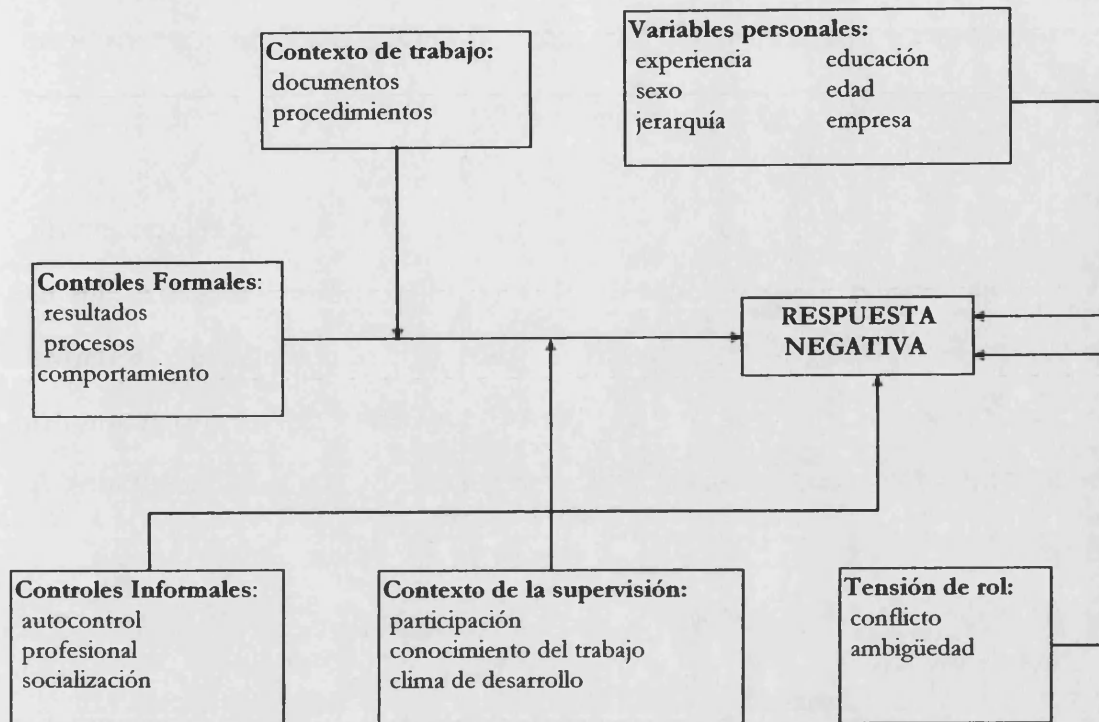 Contexto de trabajo:
documentos
procedimientos
Variables personales:
experiencia educación
sexo edad
jerarquía empresa
Controles Formales:
resultados
procesos
comportamiento
RESPUESTA
NEGATIVA
Controles Informales:
autocontrol
profesional
socialización
Contexto de la supervisión:
participación
conocimiento del trabajo
clima de desarrollo
Tensión de rol:
conflicto
ambigüedad